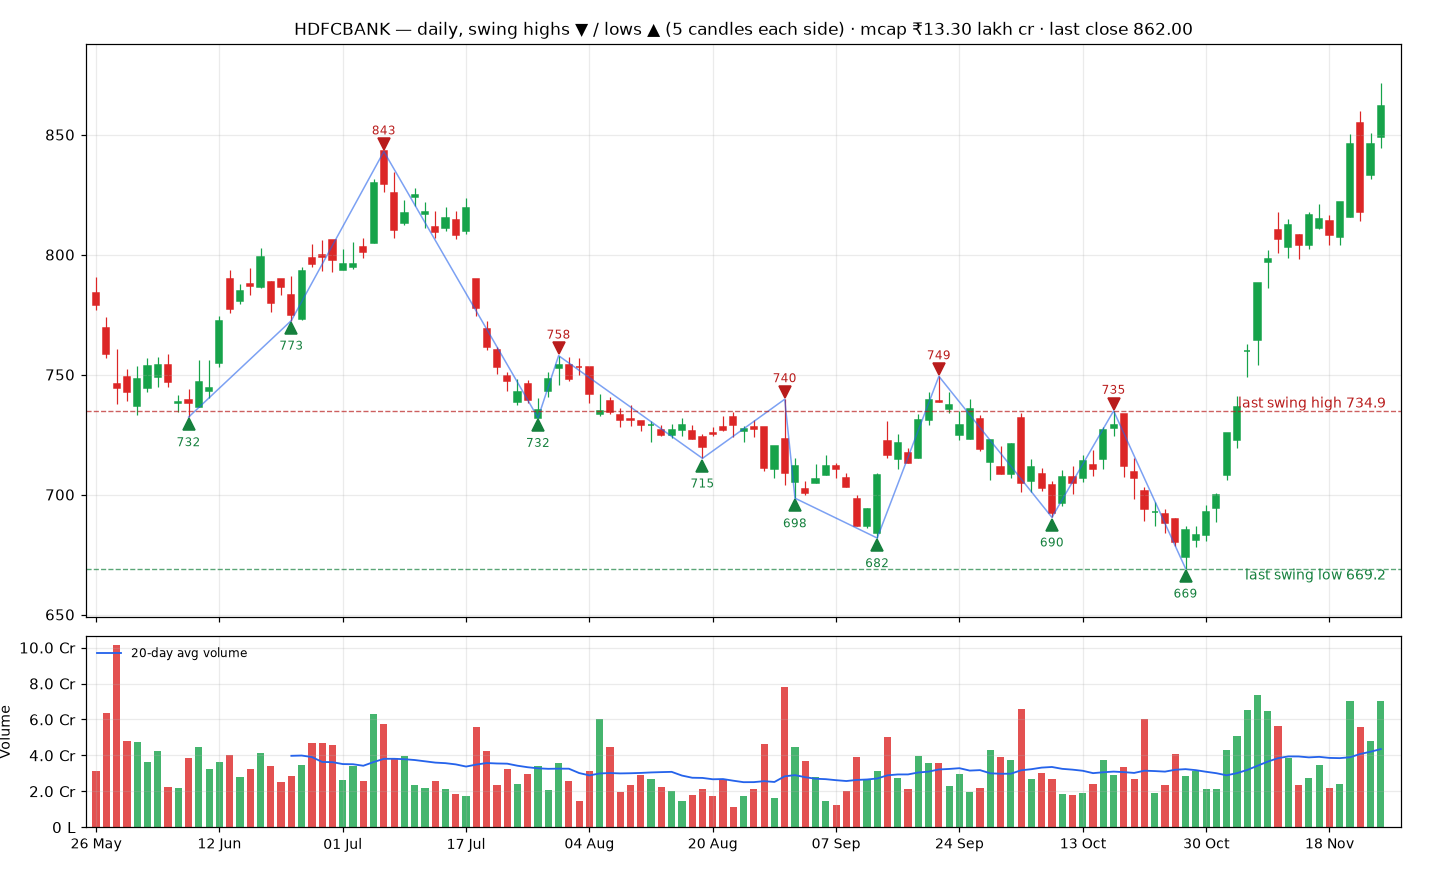 HDFCBANK — daily, swing highs ▼ / lows ▲ (5 candles each side) · mcap ₹13.30 lakh cr · last close 862.00
850
800
750
700
650
843
773
732
758
732
715
740
698
682
749
690
735
669
last swing high 734.9
last swing low 669.2
Volume
10.0 Cr
8.0 Cr
6.0 Cr
4.0 Cr
2.0 Cr
0 L
20-day avg volume
26 May
12 Jun
01 Jul
17 Jul
04 Aug
20 Aug
07 Sep
24 Sep
13 Oct
30 Oct
18 Nov